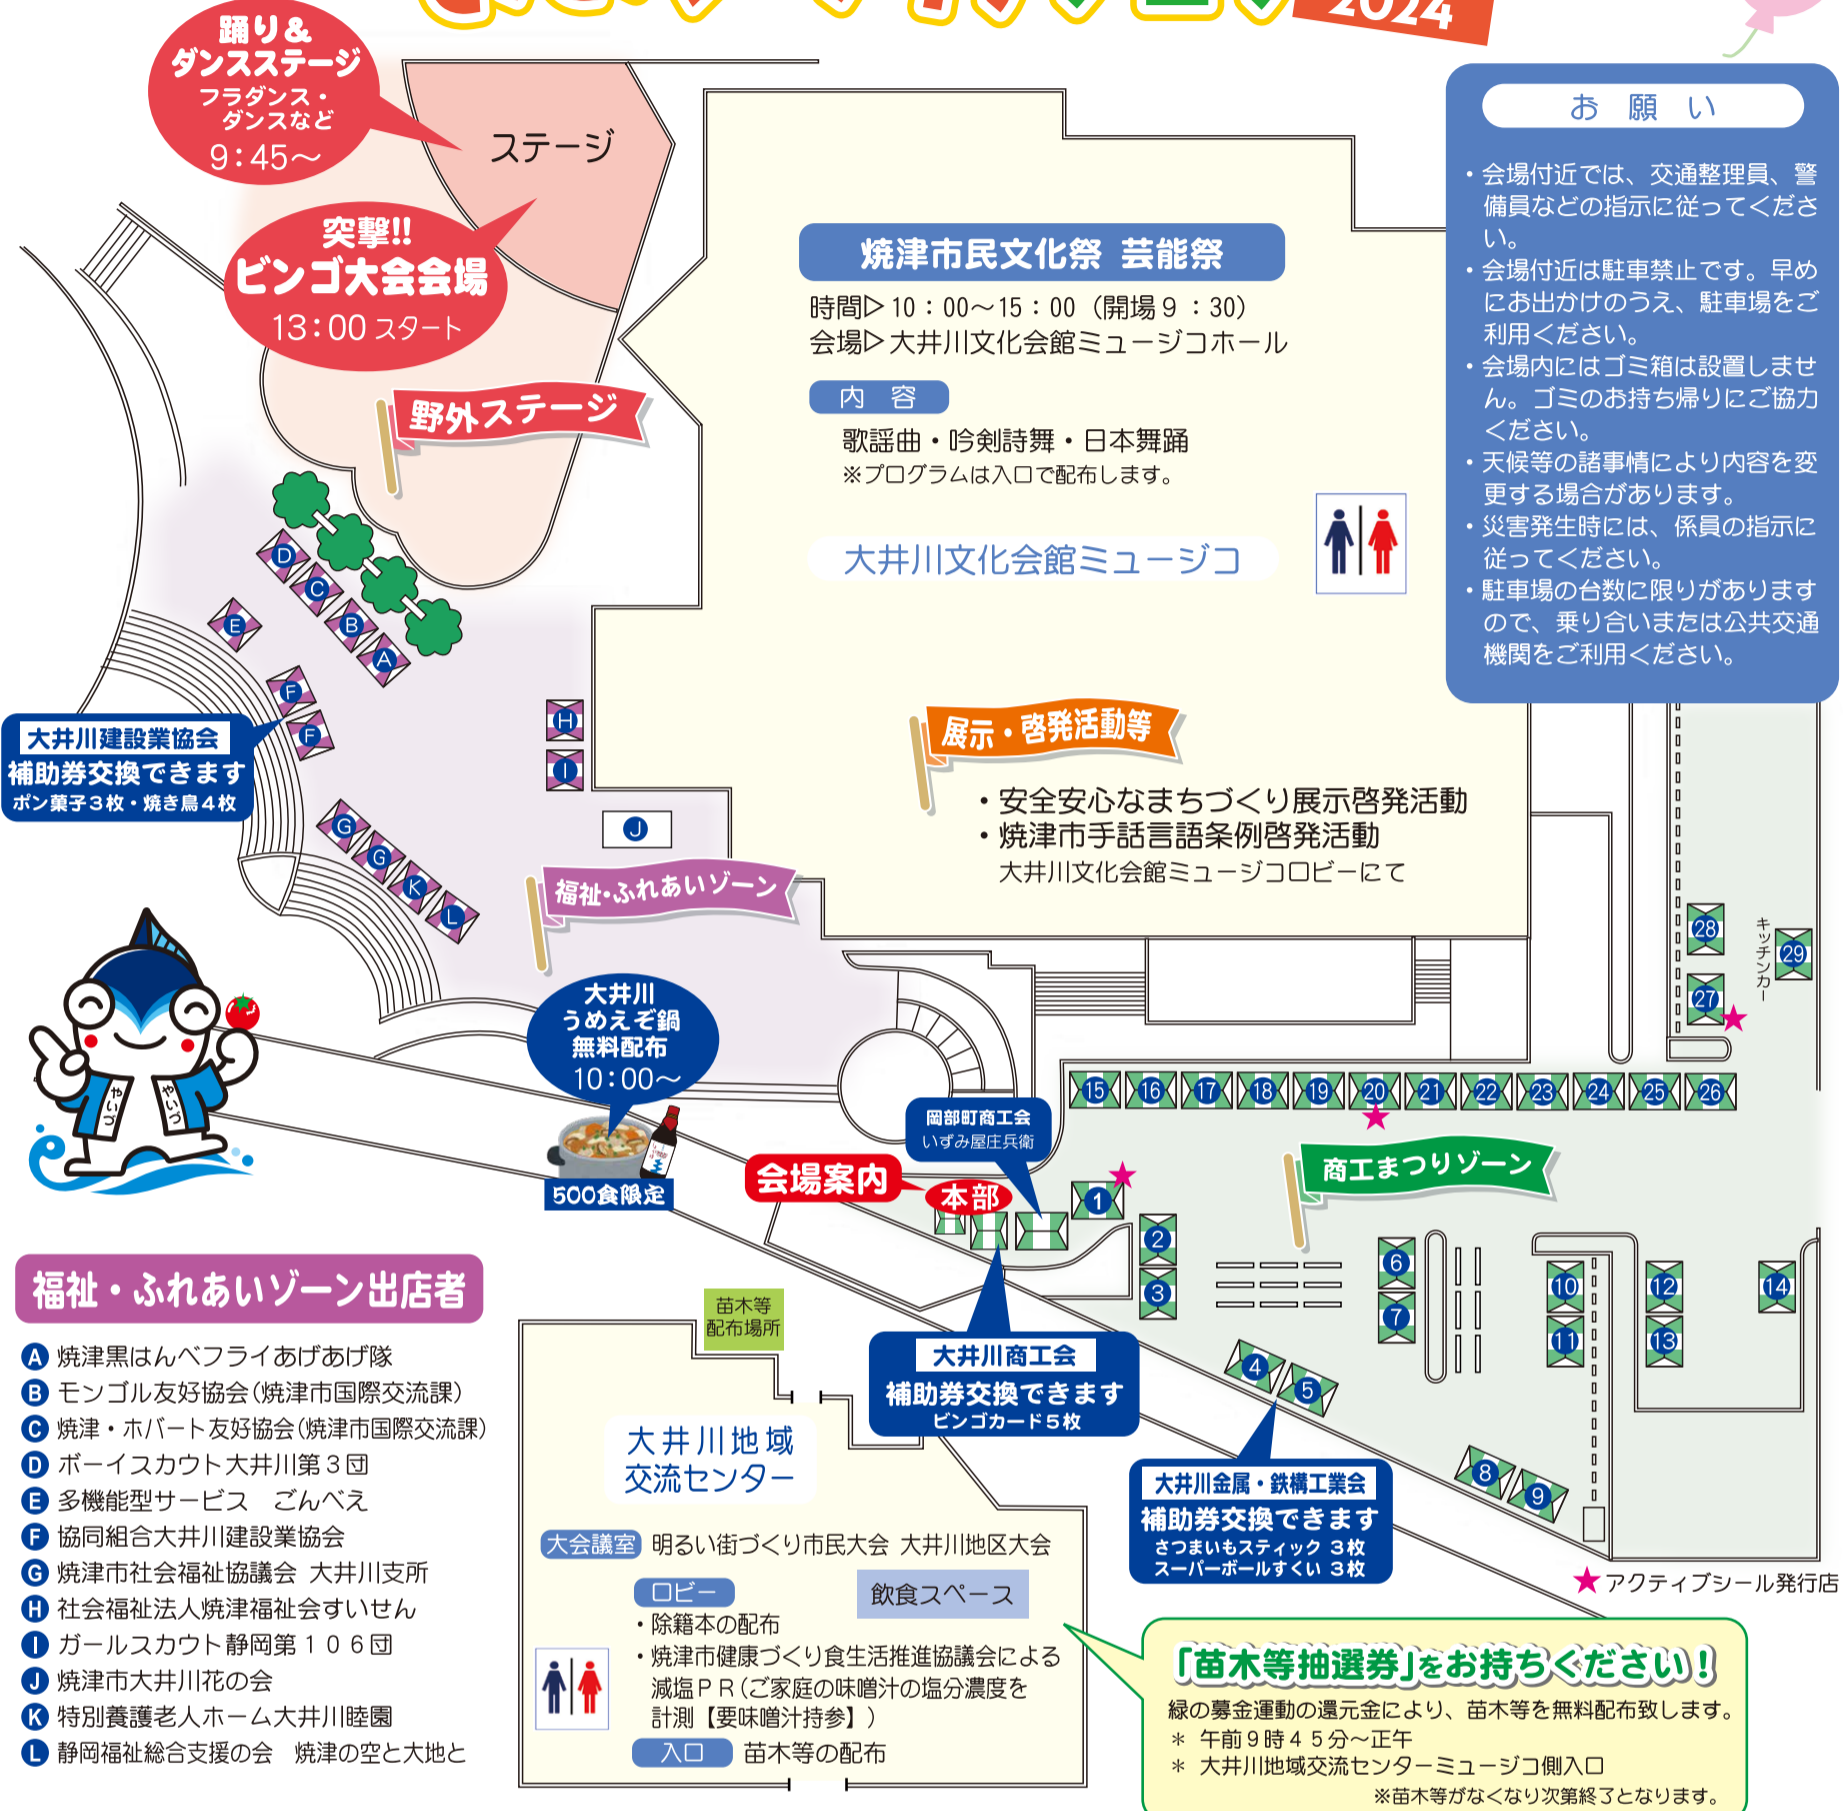 2024
踊り&
ダンスステージ
フラダンス・
ダンスなど
9:45～
ステージ
突撃!!
ビンゴ大会会場
13:00 スタート
野外ステージ
焼津市民文化祭 芸能祭
時間▷10：00～15：00（開場9：30）
会場▷大井川文化会館ミュージコホール
内 容
歌謡曲・吟剣詩舞・日本舞踊
※プログラムは入口で配布します。
大井川文化会館ミュージコ
お 願 い
・会場付近では、交通整理員、警
備員などの指示に従ってくださ
い。
・会場付近は駐車禁止です。早め
にお出かけのうえ、駐車場をご
利用ください。
・会場内にはゴミ箱は設置しませ
ん。ゴミのお持ち帰りにご協力
ください。
・天候等の諸事情により内容を変
更する場合があります。
・災害発生時には、係員の指示に
従ってください。
・駐車場の台数に限りがあります
ので、乗り合いまたは公共交通
機関をご利用ください。
D
C
B
A
E
F
F
H
I
J
G
G
K
L
大井川建設業協会
補助券交換できます
ポン菓子3枚・焼き鳥4枚
展示・啓発活動等
・安全安心なまちづくり展示啓発活動
・焼津市手話言語条例啓発活動
大井川文化会館ミュージコロビーにて
福祉・ふれあいゾーン
やいづ
やいづ
大井川
うめえぞ鍋
無料配布
10:00～
500食限定
28
27
キッチンカー
29
15 16 17 18 19 20 21 22 23 24 25 26
岡部町商工会
いずみ屋庄兵衛
会場案内
本部
商工まつりゾーン
1
2
3
4
5
6
7
8
9
10
11
12
13
14
大井川商工会
補助券交換できます
ビンゴカード5枚
大井川金属・鉄構工業会
補助券交換できます
さつまいもスティック 3枚
スーパーボールすくい 3枚
★アクティブシール発行店
福祉・ふれあいゾーン出店者
A 焼津黒はんぺフライあげあげ隊
B モンゴル友好協会(焼津市国際交流課)
C 焼津・ホバート友好協会(焼津市国際交流課)
D ボーイスカウト大井川第3団
E 多機能型サービス ごんべえ
F 協同組合大井川建設業協会
G 焼津市社会福祉協議会 大井川支所
H 社会福祉法人焼津福祉会すいせん
I ガールスカウト静岡第106団
J 焼津市大井川花の会
K 特別養護老人ホーム大井川睦園
L 静岡福祉総合支援の会 焼津の空と大地と
苗木等
配布場所
大井川地域
交流センター
大会議室 明るい街づくり市民大会 大井川地区大会
ロビー
飲食スペース
・除籍本の配布
・焼津市健康づくり食生活推進協議会による
減塩PR(ご家庭の味噌汁の塩分濃度を
計測【要味噌汁持参】)
入口 苗木等の配布
「苗木等抽選券」をお持ちください！
緑の募金運動の還元金により、苗木等を無料配布致します。
＊ 午前9時45分～正午
＊ 大井川地域交流センターミュージコ側入口
※苗木等がなくなり次第終了となります。